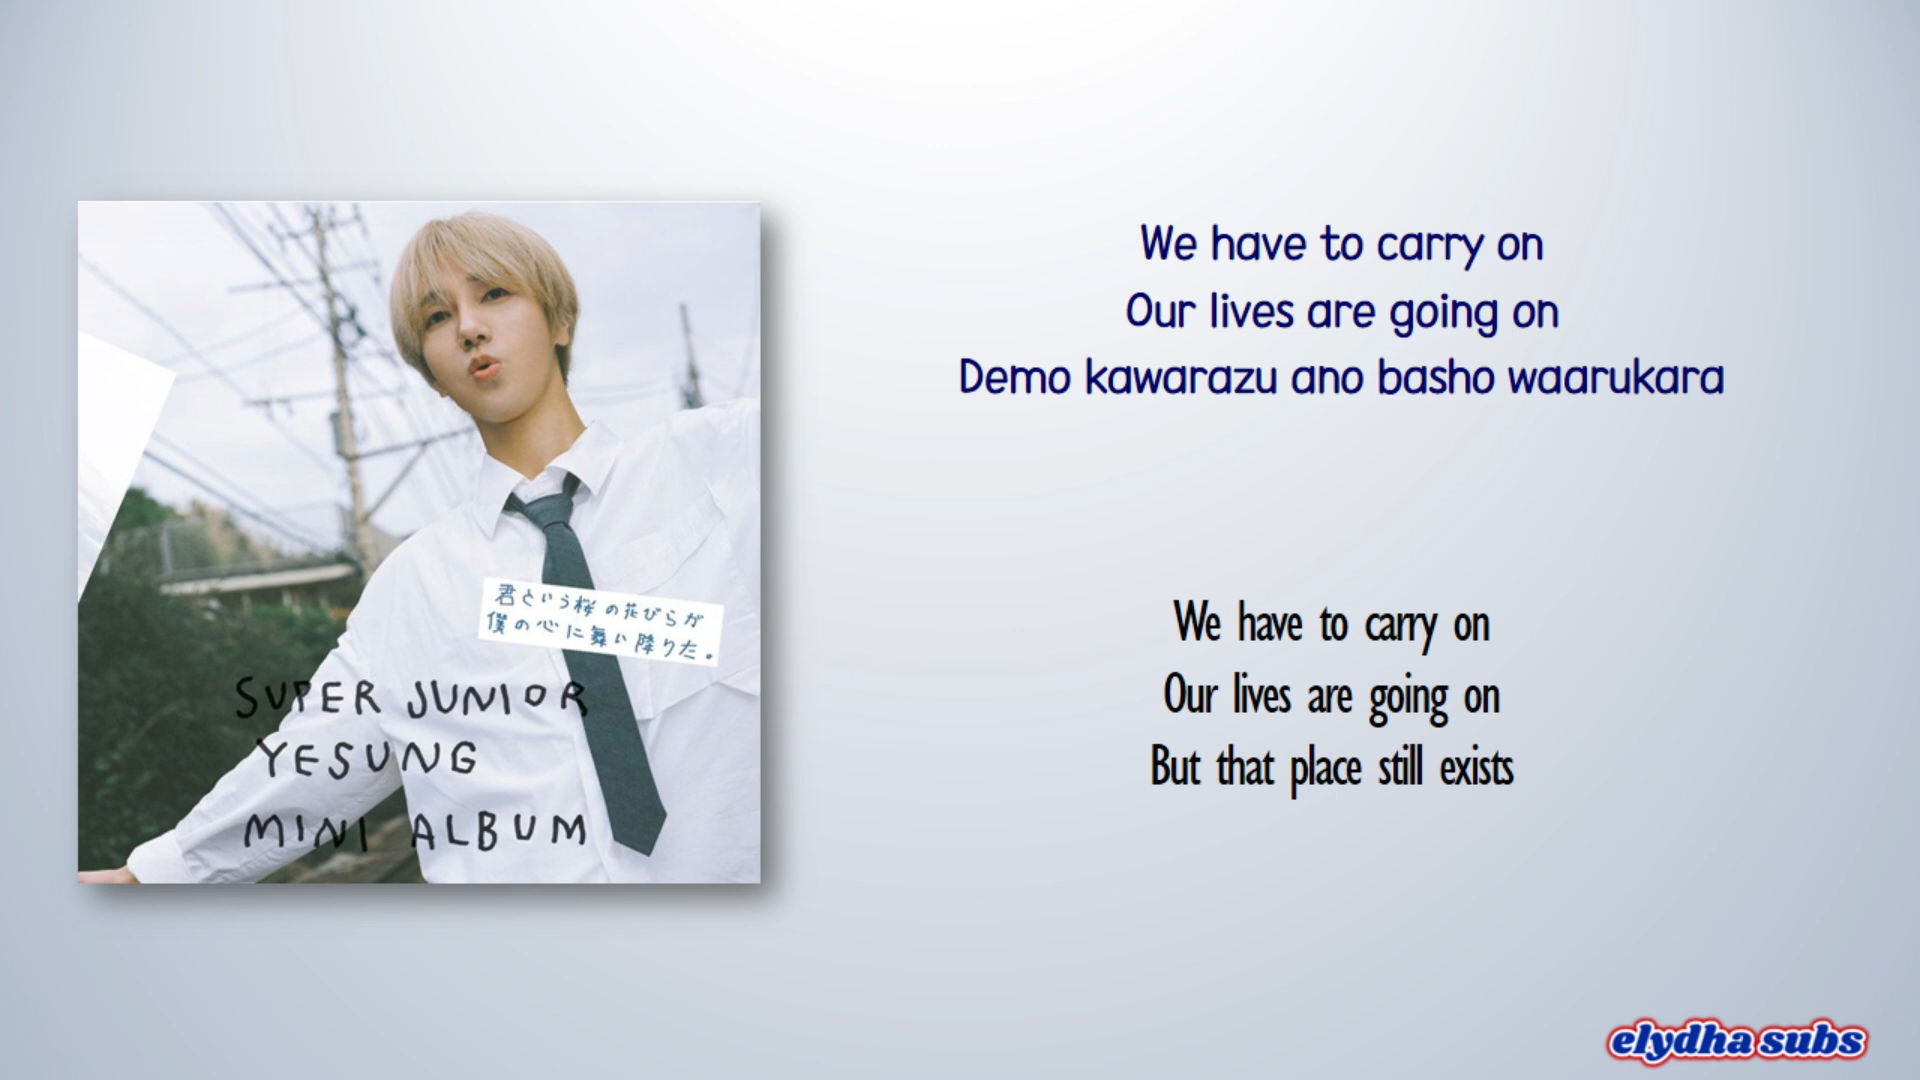 君という桜の花びらが
僕の心に舞い降りた。
SUPER JUNIOR
YESUNG
MINI ALBUM
We have to carry on
Our lives are going on
Demo kawarazu ano basho waarukara
We have to carry on
Our lives are going on
But that place still exists
elydha subs